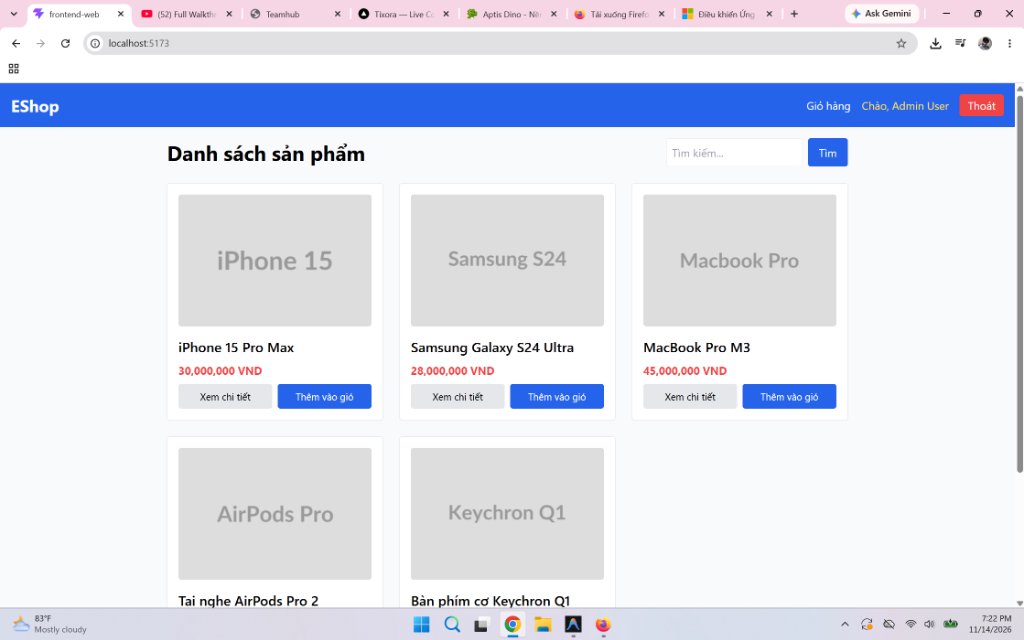 frontend-web
(52) Full Walkthr
Teamhub
Tixora — Live Co
Aptis Dino - Nền
Tải xuống Firefo
Điều khiển Ứng
Ask Gemini
localhost:5173
EShop
Giỏ hàng
Chào, Admin User
Thoát
Danh sách sản phẩm
Tìm kiếm...
Tìm
iPhone 15
Samsung S24
Macbook Pro
iPhone 15 Pro Max
Samsung Galaxy S24 Ultra
MacBook Pro M3
30,000,000 VND
28,000,000 VND
45,000,000 VND
Xem chi tiết
Thêm vào giỏ
Xem chi tiết
Thêm vào giỏ
Xem chi tiết
Thêm vào giỏ
AirPods Pro
Keychron Q1
Tai nghe AirPods Pro 2
Bàn phím cơ Keychron Q1
83°F
Mostly cloudy
7:22 PM
11/14/2026